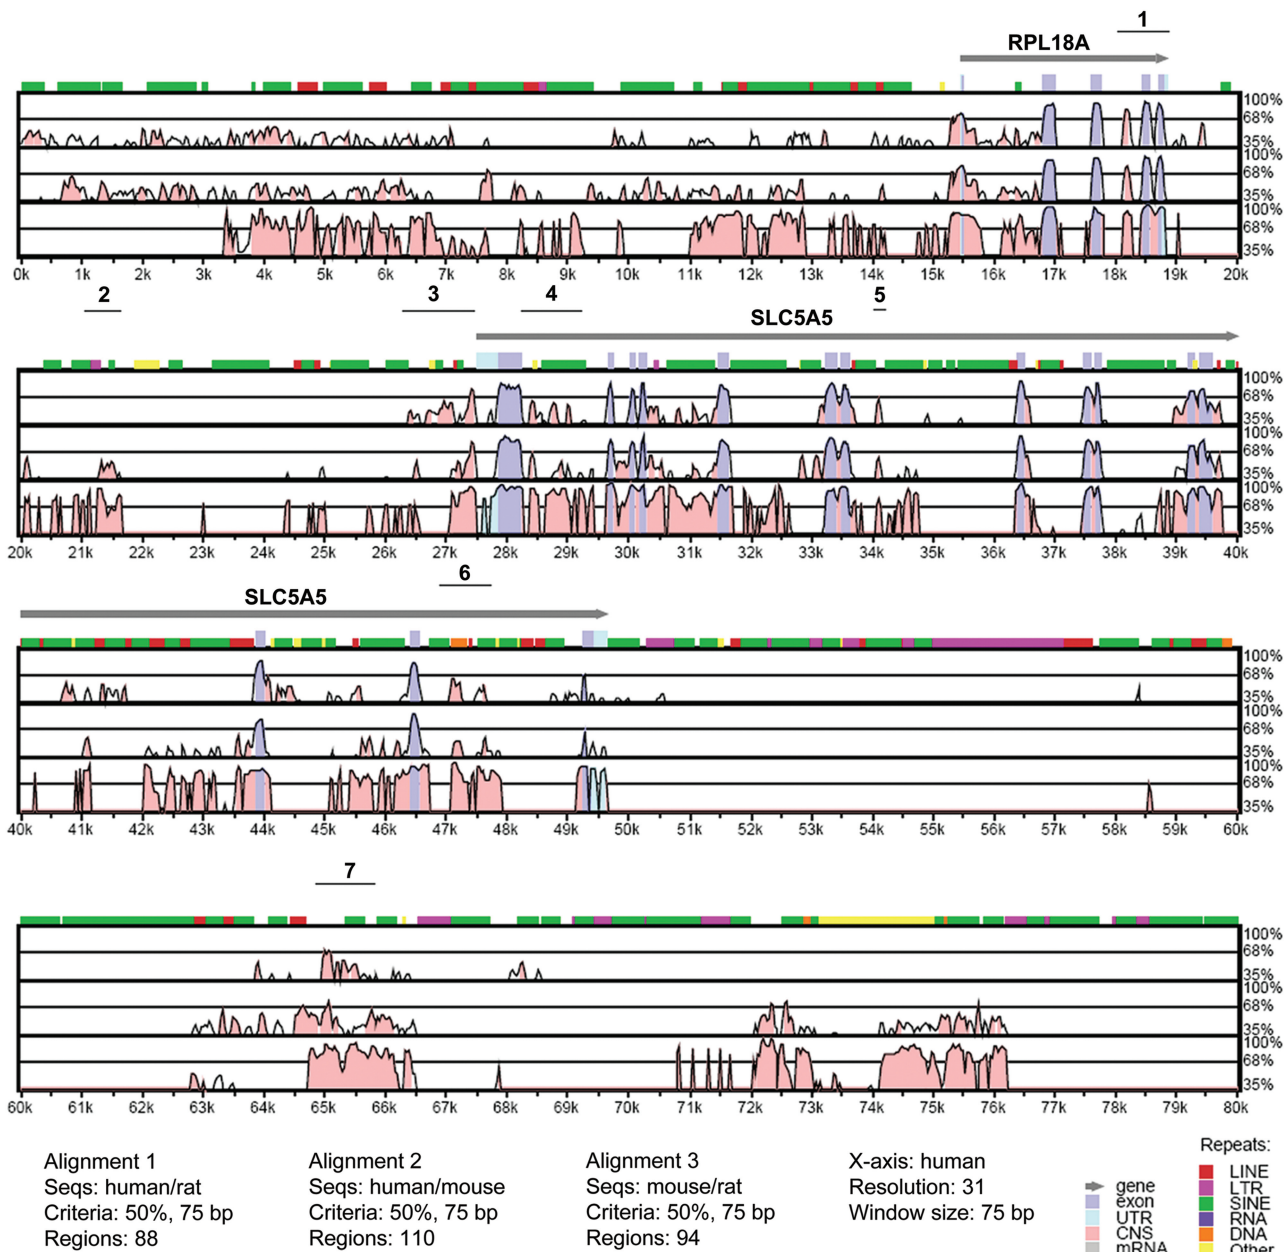 1
RPL18A
100%
68%
35%
100%
68%
35%
100%
68%
35%
0k 1k 2k 3k 4k 5k 6k 7k 8k 9k 10k 11k 12k 13k 14k 15k 16k 17k 18k 19k 20k
2 3 4 5
SLC5A5
100%
68%
35%
100%
68%
35%
100%
68%
35%
20k 21k 22k 23k 24k 25k 26k 27k 28k 29k 30k 31k 32k 33k 34k 35k 36k 37k 38k 39k 40k
6
SLC5A5
100%
68%
35%
100%
68%
35%
100%
68%
35%
40k 41k 42k 43k 44k 45k 46k 47k 48k 49k 50k 51k 52k 53k 54k 55k 56k 57k 58k 59k 60k
7
100%
68%
35%
100%
68%
35%
100%
68%
35%
60k 61k 62k 63k 64k 65k 66k 67k 68k 69k 70k 71k 72k 73k 74k 75k 76k 77k 78k 79k 80k
Alignment 1
Seqs: human/rat
Criteria: 50%, 75 bp
Regions: 88
Alignment 2
Seqs: human/mouse
Criteria: 50%, 75 bp
Regions: 110
Alignment 3
Seqs: mouse/rat
Criteria: 50%, 75 bp
Regions: 94
X-axis: human
Resolution: 31
Window size: 75 bp
gene
exon
UTR
CNS
mRNA
Repeats:
LINE
LTR
SINE
RNA
DNA
Other